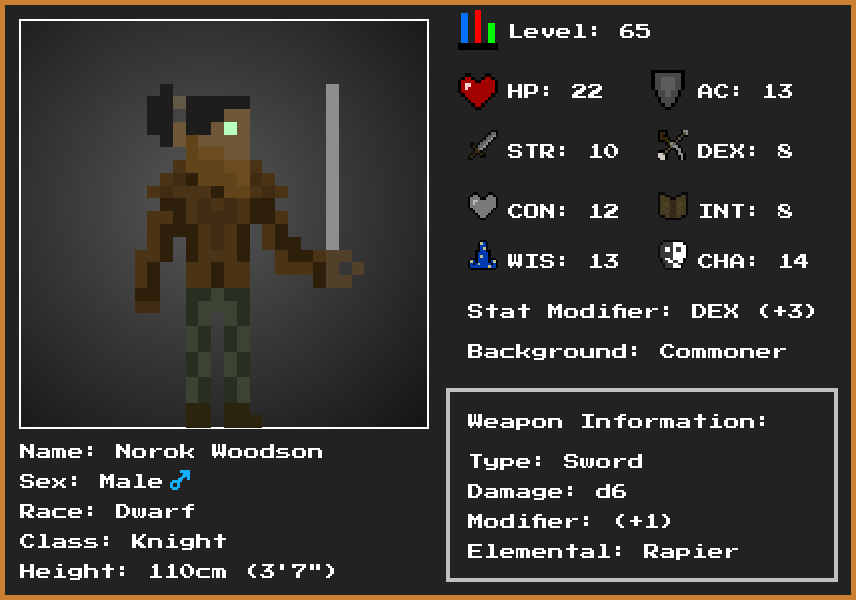 Level: 65
HP: 22 AC: 13
STR: 10 DEX: 8
CON: 12 INT: 8
WIS: 13 CHA: 14
Stat Modifier: DEX (+3)
Background: Commoner
Weapon Information:
Type: Sword
Damage: d6
Modifier: (+1)
Elemental: Rapier
Name: Norok Woodson
Sex: Male ♂
Race: Dwarf
Class: Knight
Height: 110cm (3'7")